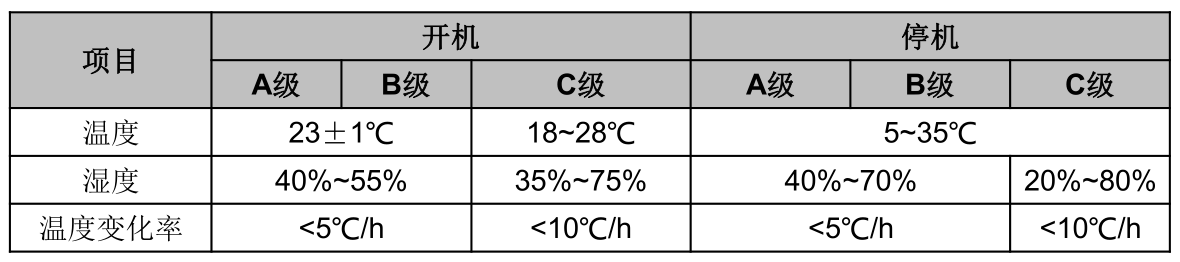 项目 开机 停机
A级 B级 C级 A级 B级 C级
温度 23±1℃ 18~28℃ 5~35℃
湿度 40%~55% 35%~75% 40%~70% 20%~80%
温度变化率 <5℃/h <10℃/h <5℃/h <10℃/h